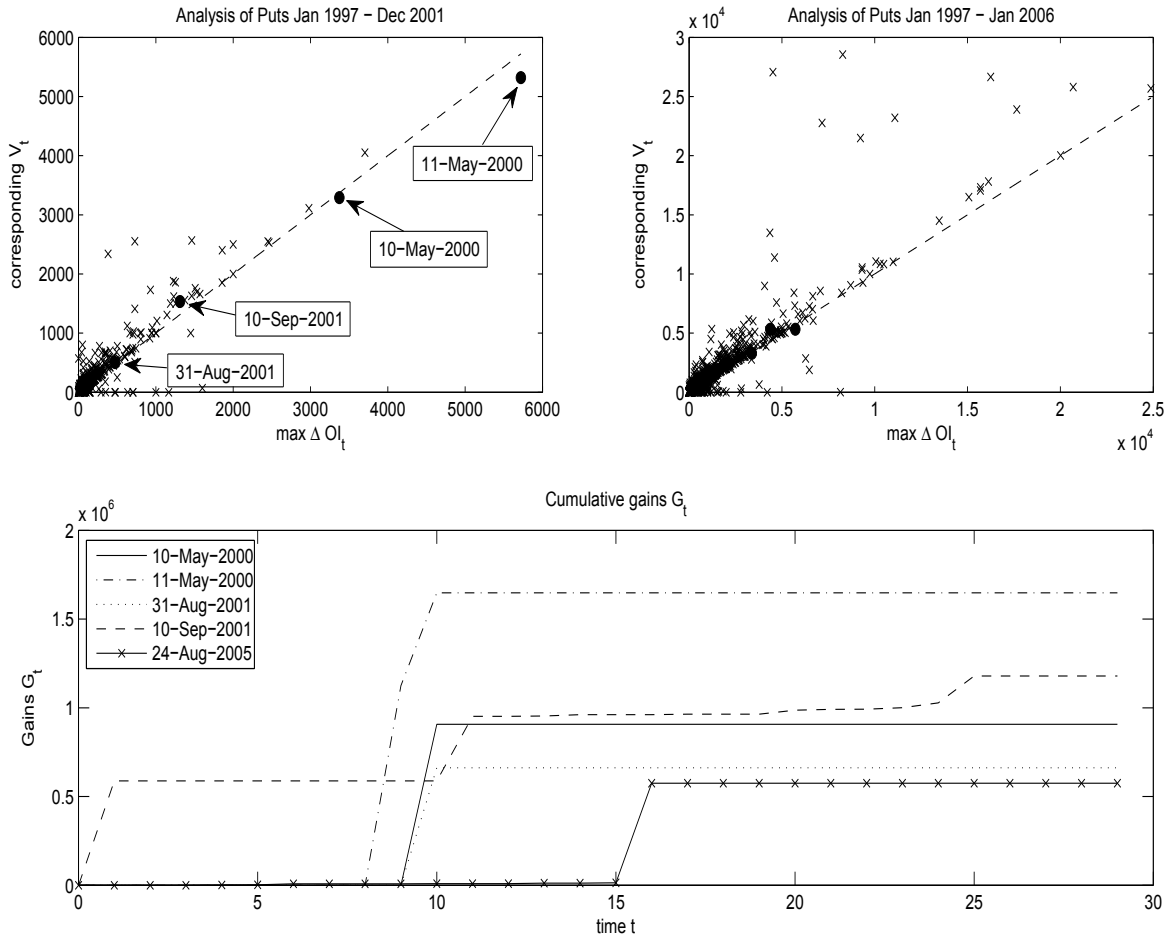 Analysis of Puts Jan 1997 − Dec 2001
6000
5000
4000
3000
2000
1000
0
0 1000 2000 3000 4000 5000 6000
corresponding V_t
max Δ OI_t
11−May−2000
10−May−2000
10−Sep−2001
31−Aug−2001
Analysis of Puts Jan 1997 − Jan 2006
x 10^4
3
2.5
2
1.5
1
0.5
0
0 0.5 1 1.5 2 2.5
corresponding V_t
max Δ OI_t
x 10^4
Cumulative gains G_t
x 10^6
2
1.5
1
0.5
0
0 5 10 15 20 25 30
Gains G_t
time t
10−May−2000
11−May−2000
31−Aug−2001
10−Sep−2001
24−Aug−2005